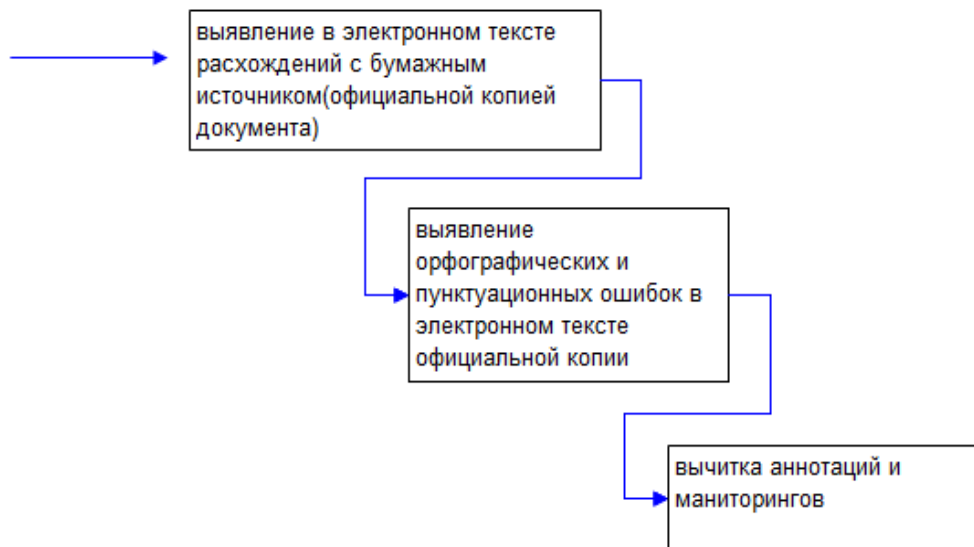 выявление в электронном тексте
расхождений с бумажным
источником(официальной копией
документа)
выявление
орфографических и
пунктуационных ошибок в
электронном тексте
официальной копии
вычитка аннотаций и
маниторингов